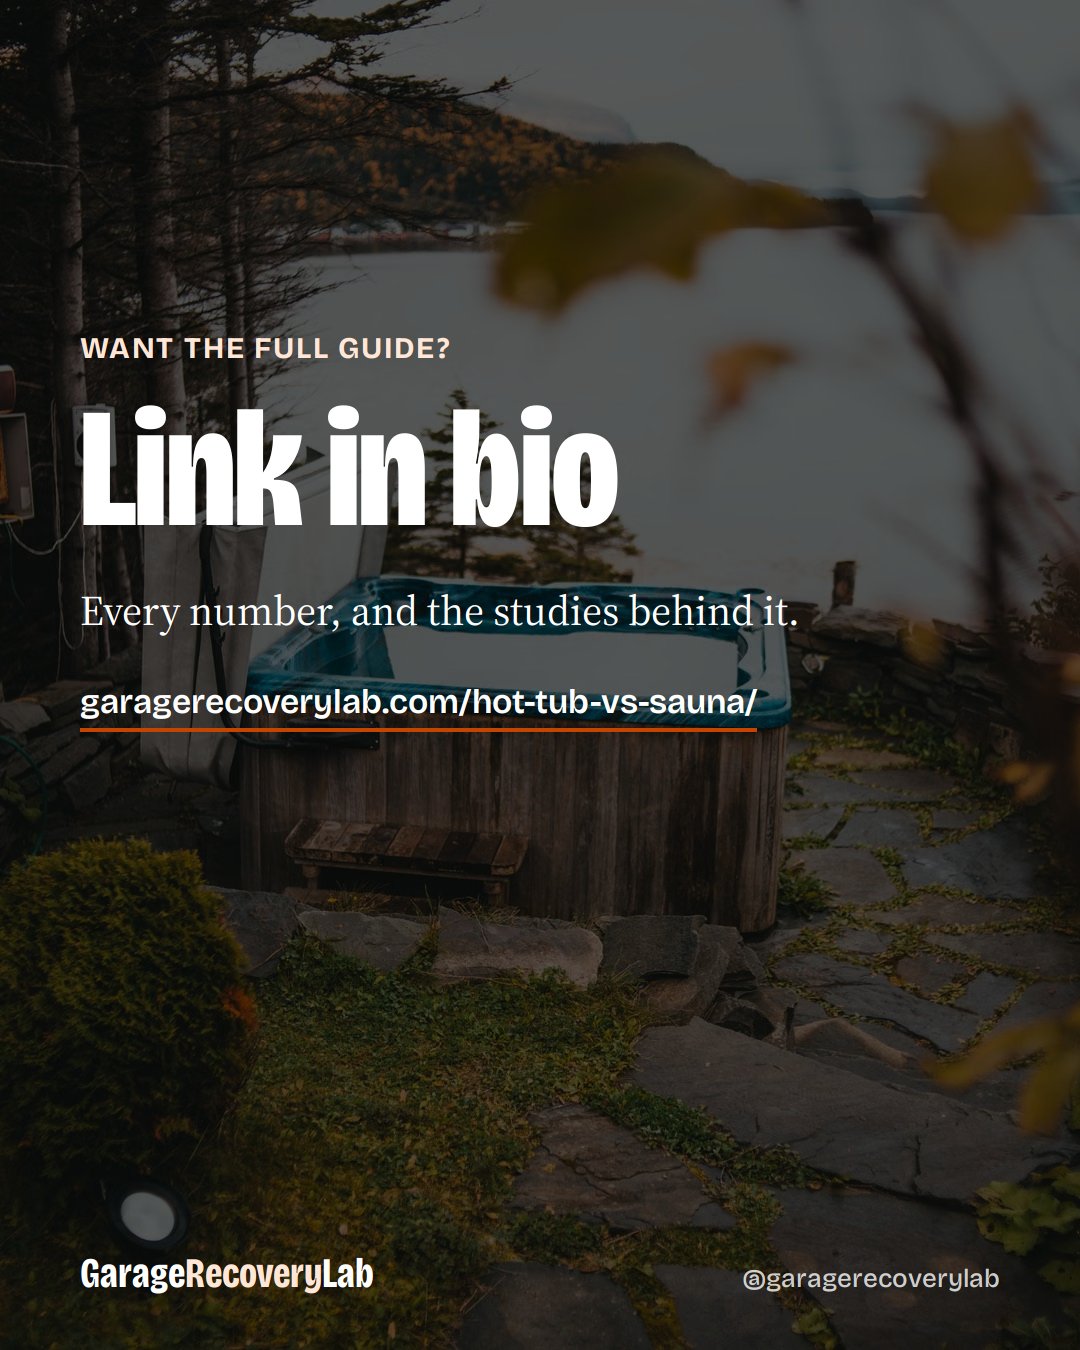 WANT THE FULL GUIDE?
Link in bio
Every number, and the studies behind it.
garagerecoverylab.com/hot-tub-vs-sauna/
GarageRecoveryLab
@garagerecoverylab